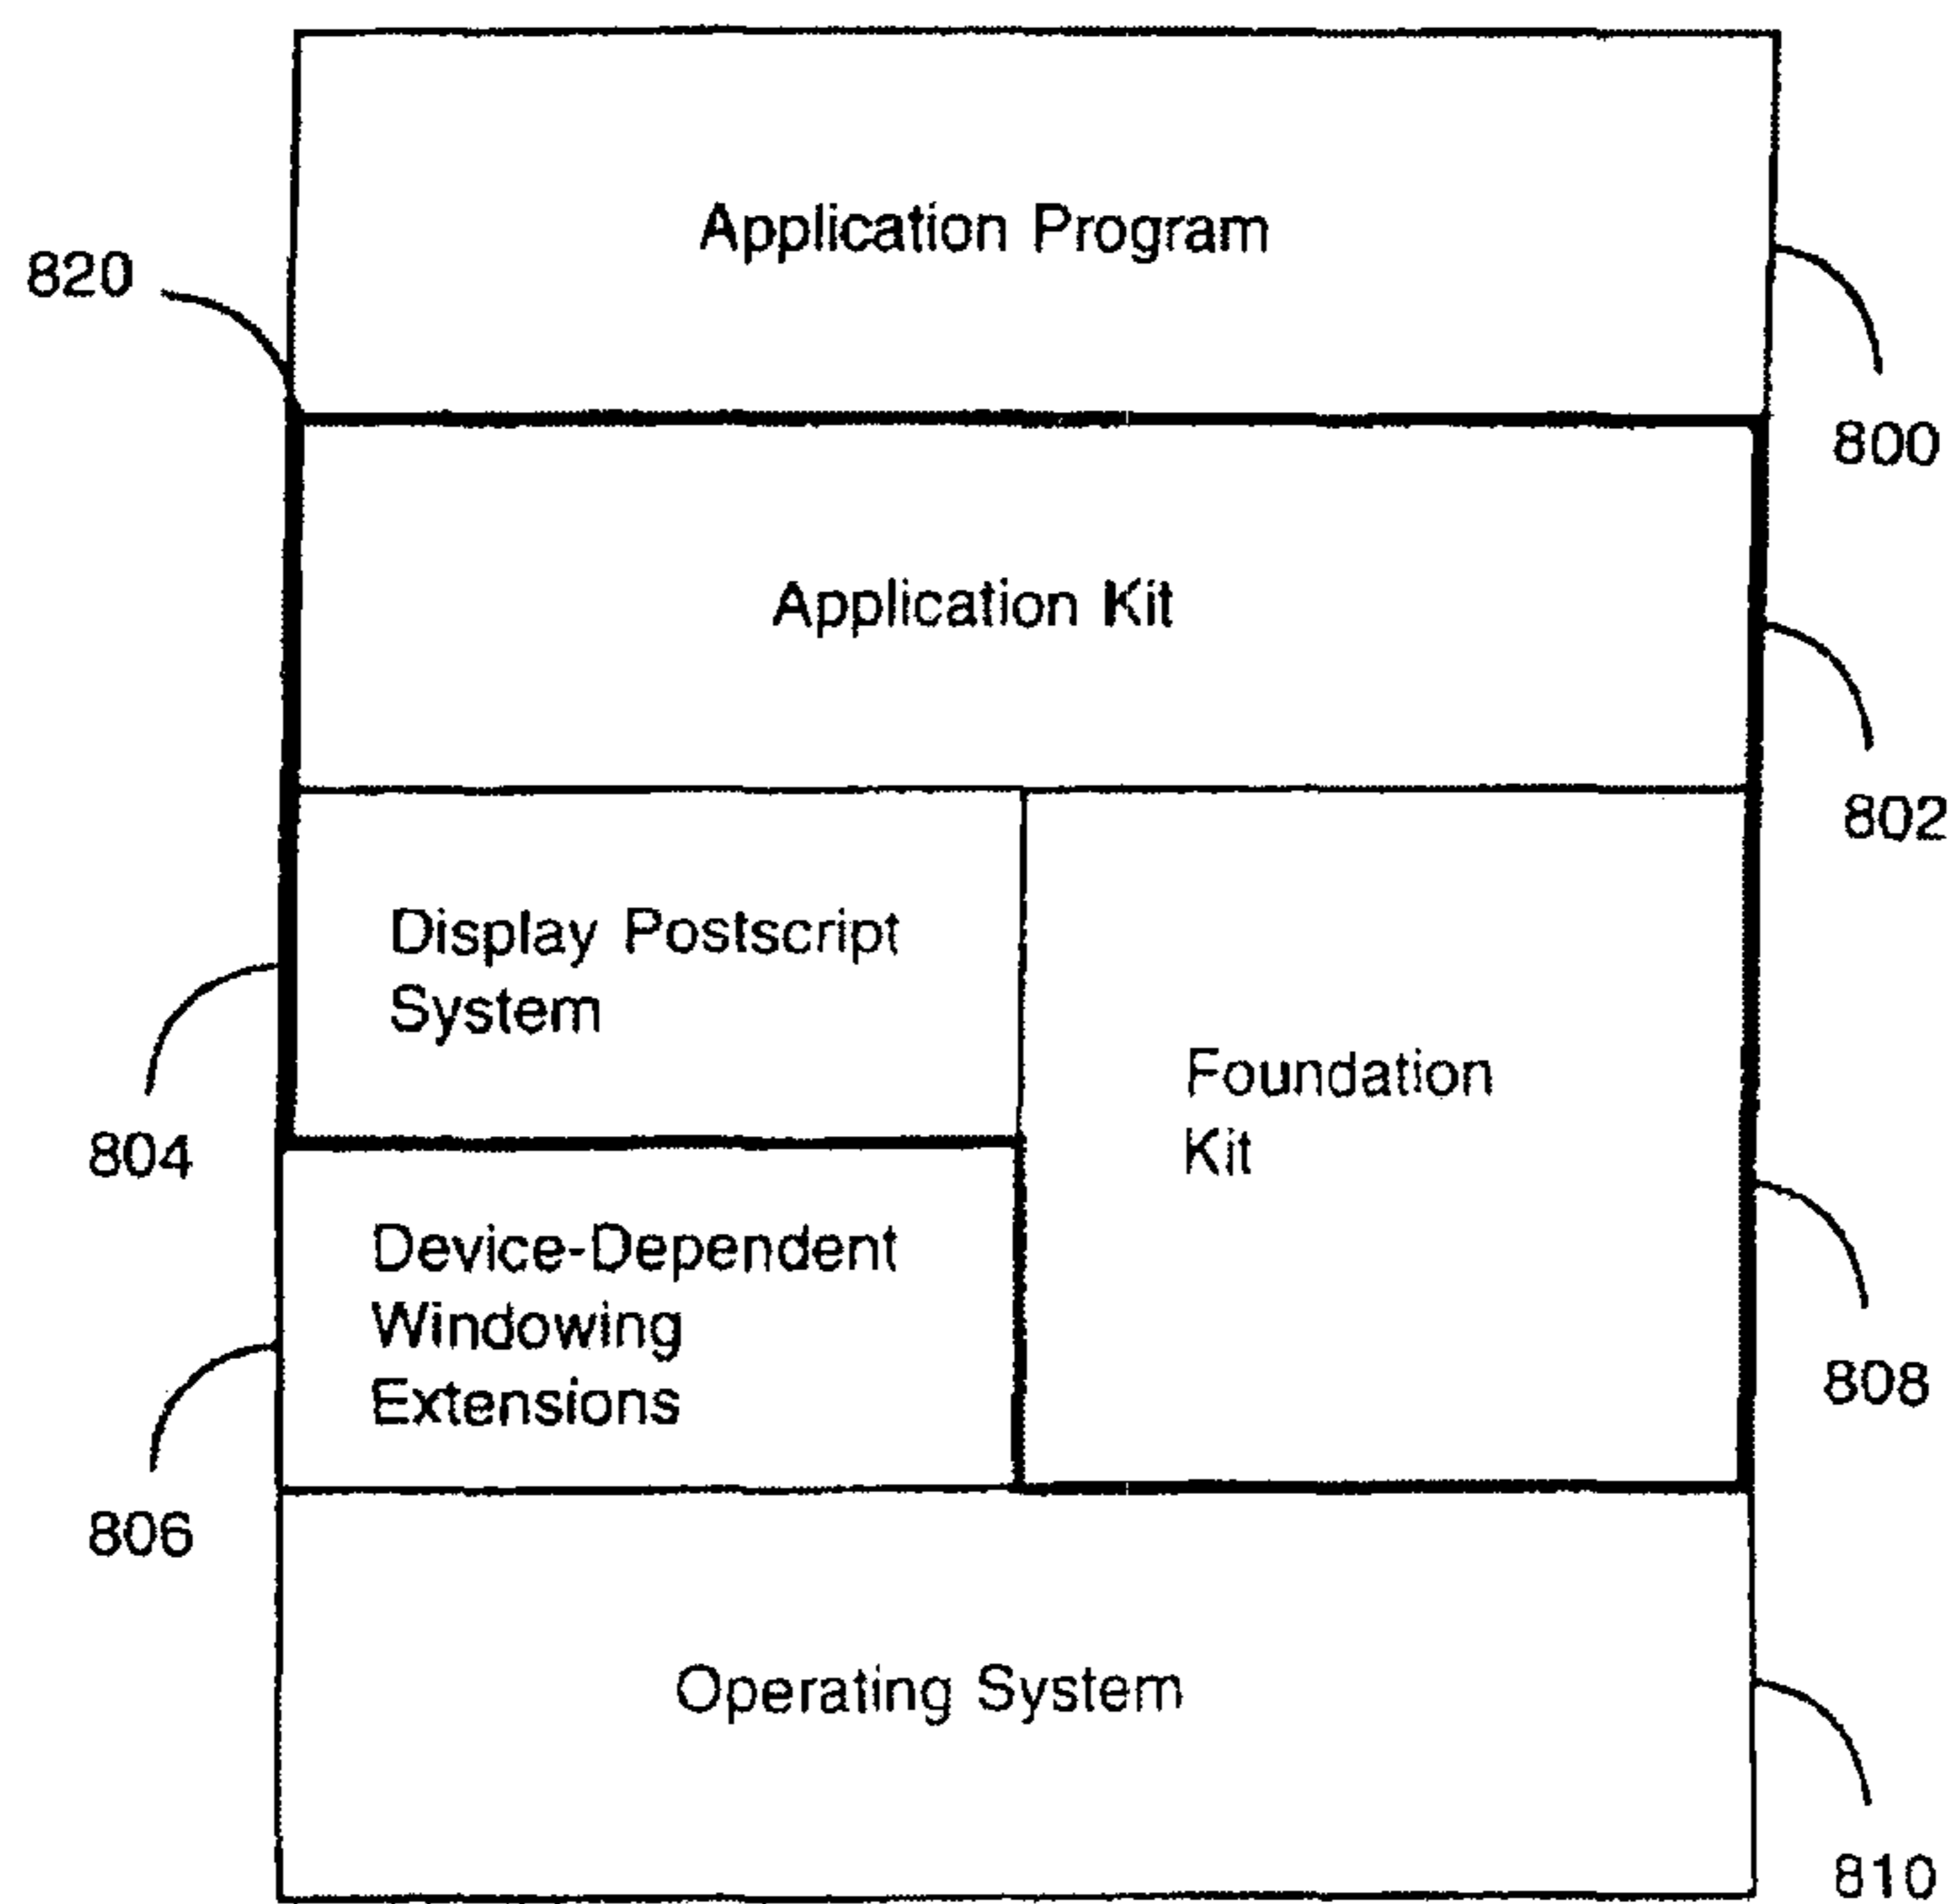 Application Program
820
800
Application Kit
802
Display Postscript
System
Foundation
Kit
804
Device-Dependent
Windowing
Extensions
808
806
Operating System
810